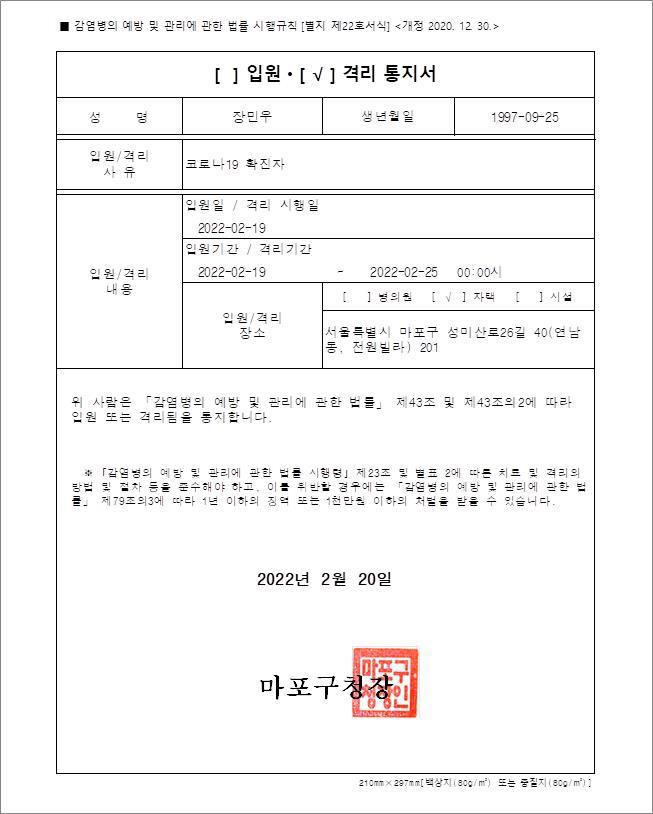 ■ 감염병의 예방 및 관리에 관한 법률 시행규칙 [별지 제22호서식] <개정 2020. 12. 30.>
[ ] 입원 · [ √ ] 격리 통지서
성 명
장민우
생년월일
1997-09-25
입원/격리
사 유
코로나19 확진자
입원/격리
내용
입원일 / 격리 시행일
2022-02-19
입원기간 / 격리기간
2022-02-19 - 2022-02-25 00:00시
입원/격리
장소
[ ] 병의원 [ √ ] 자택 [ ] 시설
서울특별시 마포구 성미산로26길 40(연남
동, 전원빌라) 201
위 사람은 「감염병의 예방 및 관리에 관한 법률」 제43조 및 제43조의2에 따라
입원 또는 격리됨을 통지합니다.
※ 「감염병의 예방 및 관리에 관한 법률 시행령」제23조 및 별표 2에 따른 치료 및 격리의
방법 및 절차 등을 준수해야 하고, 이를 위반할 경우에는 「감염병의 예방 및 관리에 관한 법
률」 제79조의3에 따라 1년 이하의 징역 또는 1천만원 이하의 처벌을 받을 수 있습니다.
2022년 2월 20일
마포구청장
마포구
청장인
210mm×297mm[백상지(80g/㎡) 또는 중질지(80g/㎡)]